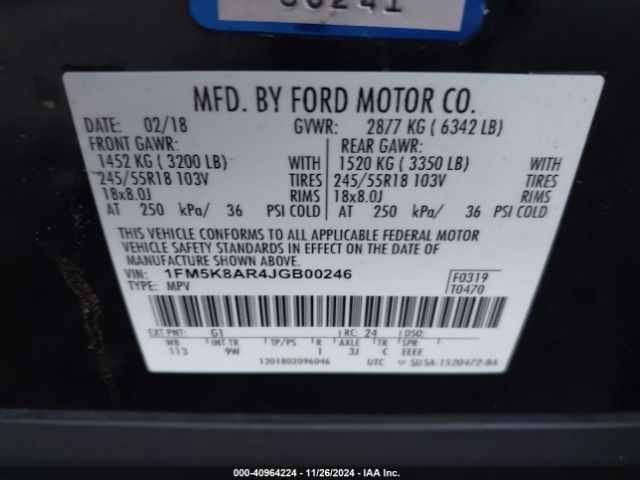 MFD. BY FORD MOTOR CO.
DATE: 02/18 GVWR: 2877 KG ( 6342 LB)
FRONT GAWR: REAR GAWR:
1452 KG ( 3200 LB) WITH 1520 KG ( 3350 LB) WITH
245/55R18 103V TIRES 245/55R18 103V TIRES
18x8.0J RIMS 18x8.0J RIMS
AT 250 kPa/ 36 PSI COLD AT 250 kPa/ 36 PSI COLD
THIS VEHICLE CONFORMS TO ALL APPLICABLE FEDERAL MOTOR
VEHICLE SAFETY STANDARDS IN EFFECT ON THE DATE OF
MANUFACTURE SHOWN ABOVE.
VIN: 1FM5K8AR4JGB00246 F0319
TYPE: MPV T0470
EXT PNT: G1 RC: 24 DSO:
WB INT TR TP/PS R AXLE TR SPR
113 9W 1 3J C EEEE
1201802096046 UTC ▽ SU5A-1520472-BA
COPART: 40964224 | 11/26/2024 | IAA Inc.